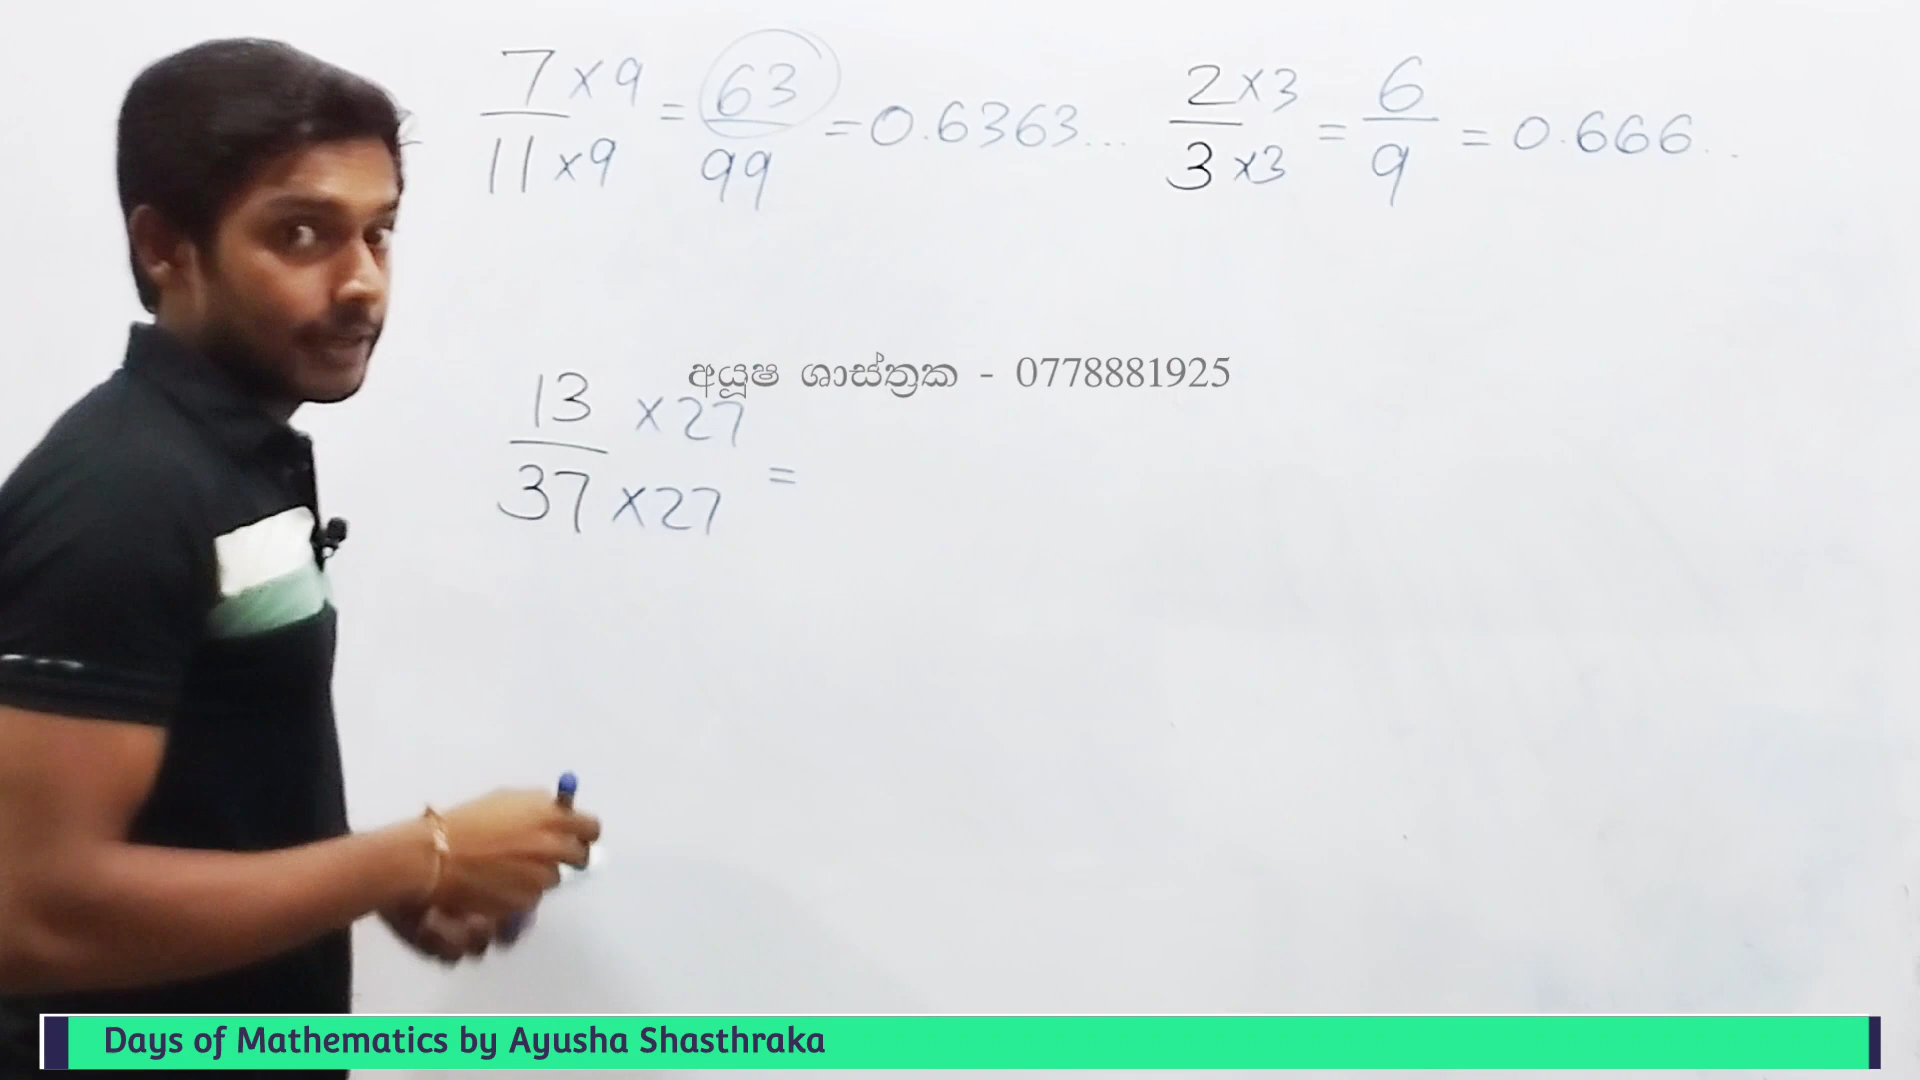 7 × 9 / 11 × 9 = 63 / 99 = 0.6363...
2 × 3 / 3 × 3 = 6 / 9 = 0.666...
අයූෂ ශාස්ත්‍රක - 0778881925
13 × 27 / 37 × 27 =
Days of Mathematics by Ayusha Shasthraka